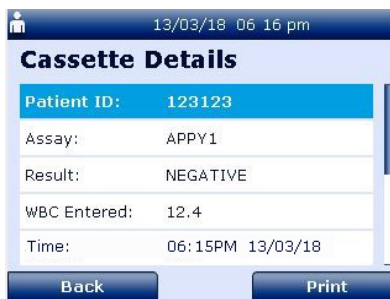 13/03/18 06 16 pm
Cassette Details
Patient ID: 123123
Assay: APPY1
Result: NEGATIVE
WBC Entered: 12.4
Time: 06:15PM 13/03/18
Back Print